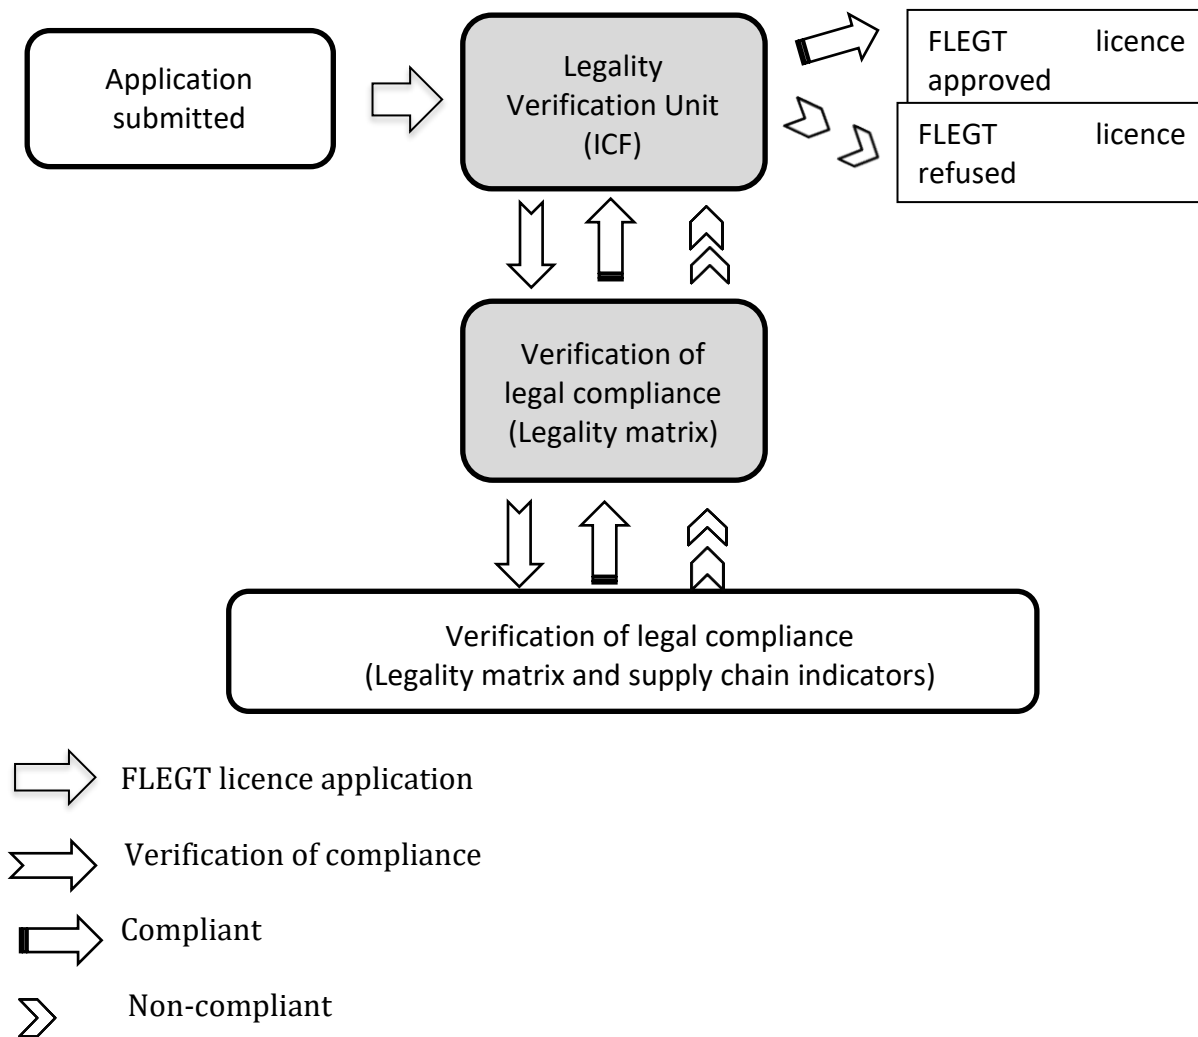 Application
submitted
Legality
Verification Unit
(ICF)
FLEGT licence
approved
FLEGT licence
refused
Verification of
legal compliance
(Legality matrix)
Verification of legal compliance
(Legality matrix and supply chain indicators)
FLEGT licence application
Verification of compliance
Compliant
Non-compliant